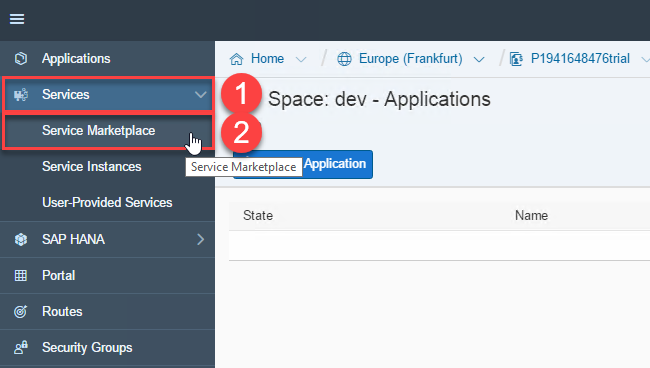 Applications
Home / Europe (Frankfurt) / P1941648476trial
Services
1
Space: dev - Applications
Service Marketplace
2
Service Marketplace
Application
Service Instances
User-Provided Services
State Name
SAP HANA
Portal
Routes
Security Groups